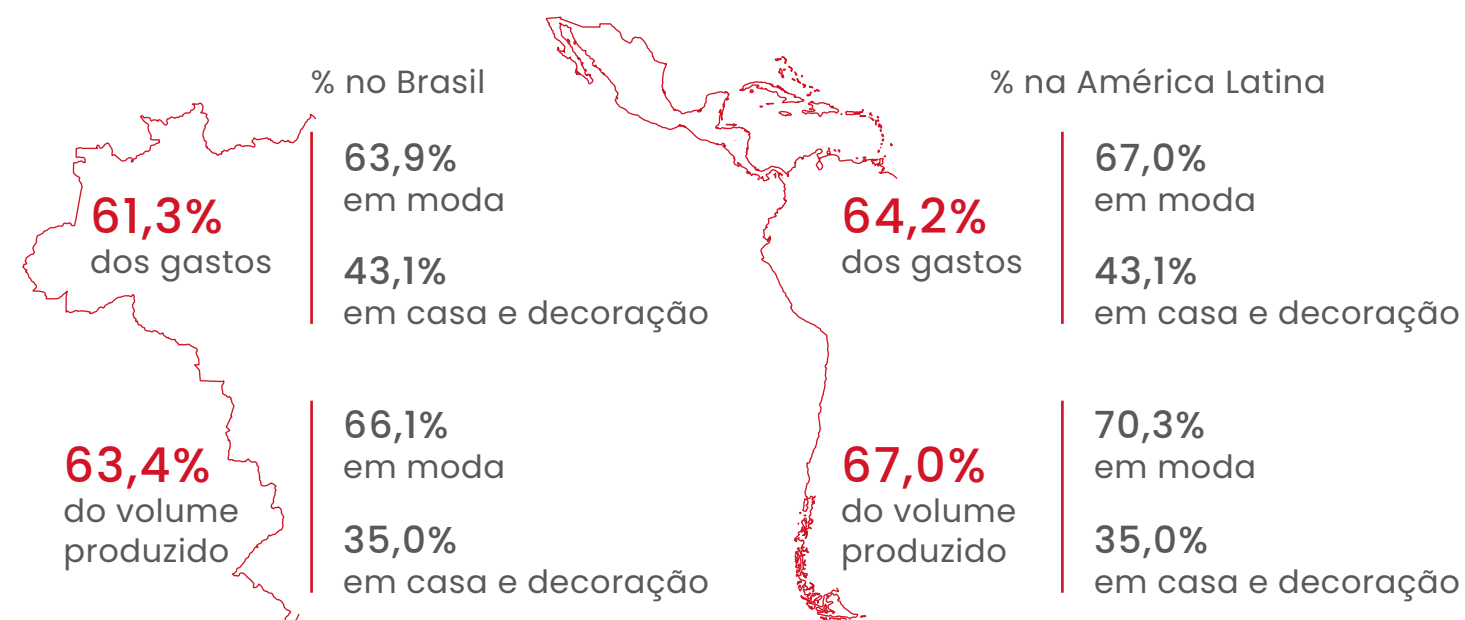 % no Brasil
61,3%
dos gastos
63,9%
em moda
43,1%
em casa e decoração
63,4%
do volume
produzido
66,1%
em moda
35,0%
em casa e decoração
% na América Latina
64,2%
dos gastos
67,0%
em moda
43,1%
em casa e decoração
67,0%
do volume
produzido
70,3%
em moda
35,0%
em casa e decoração